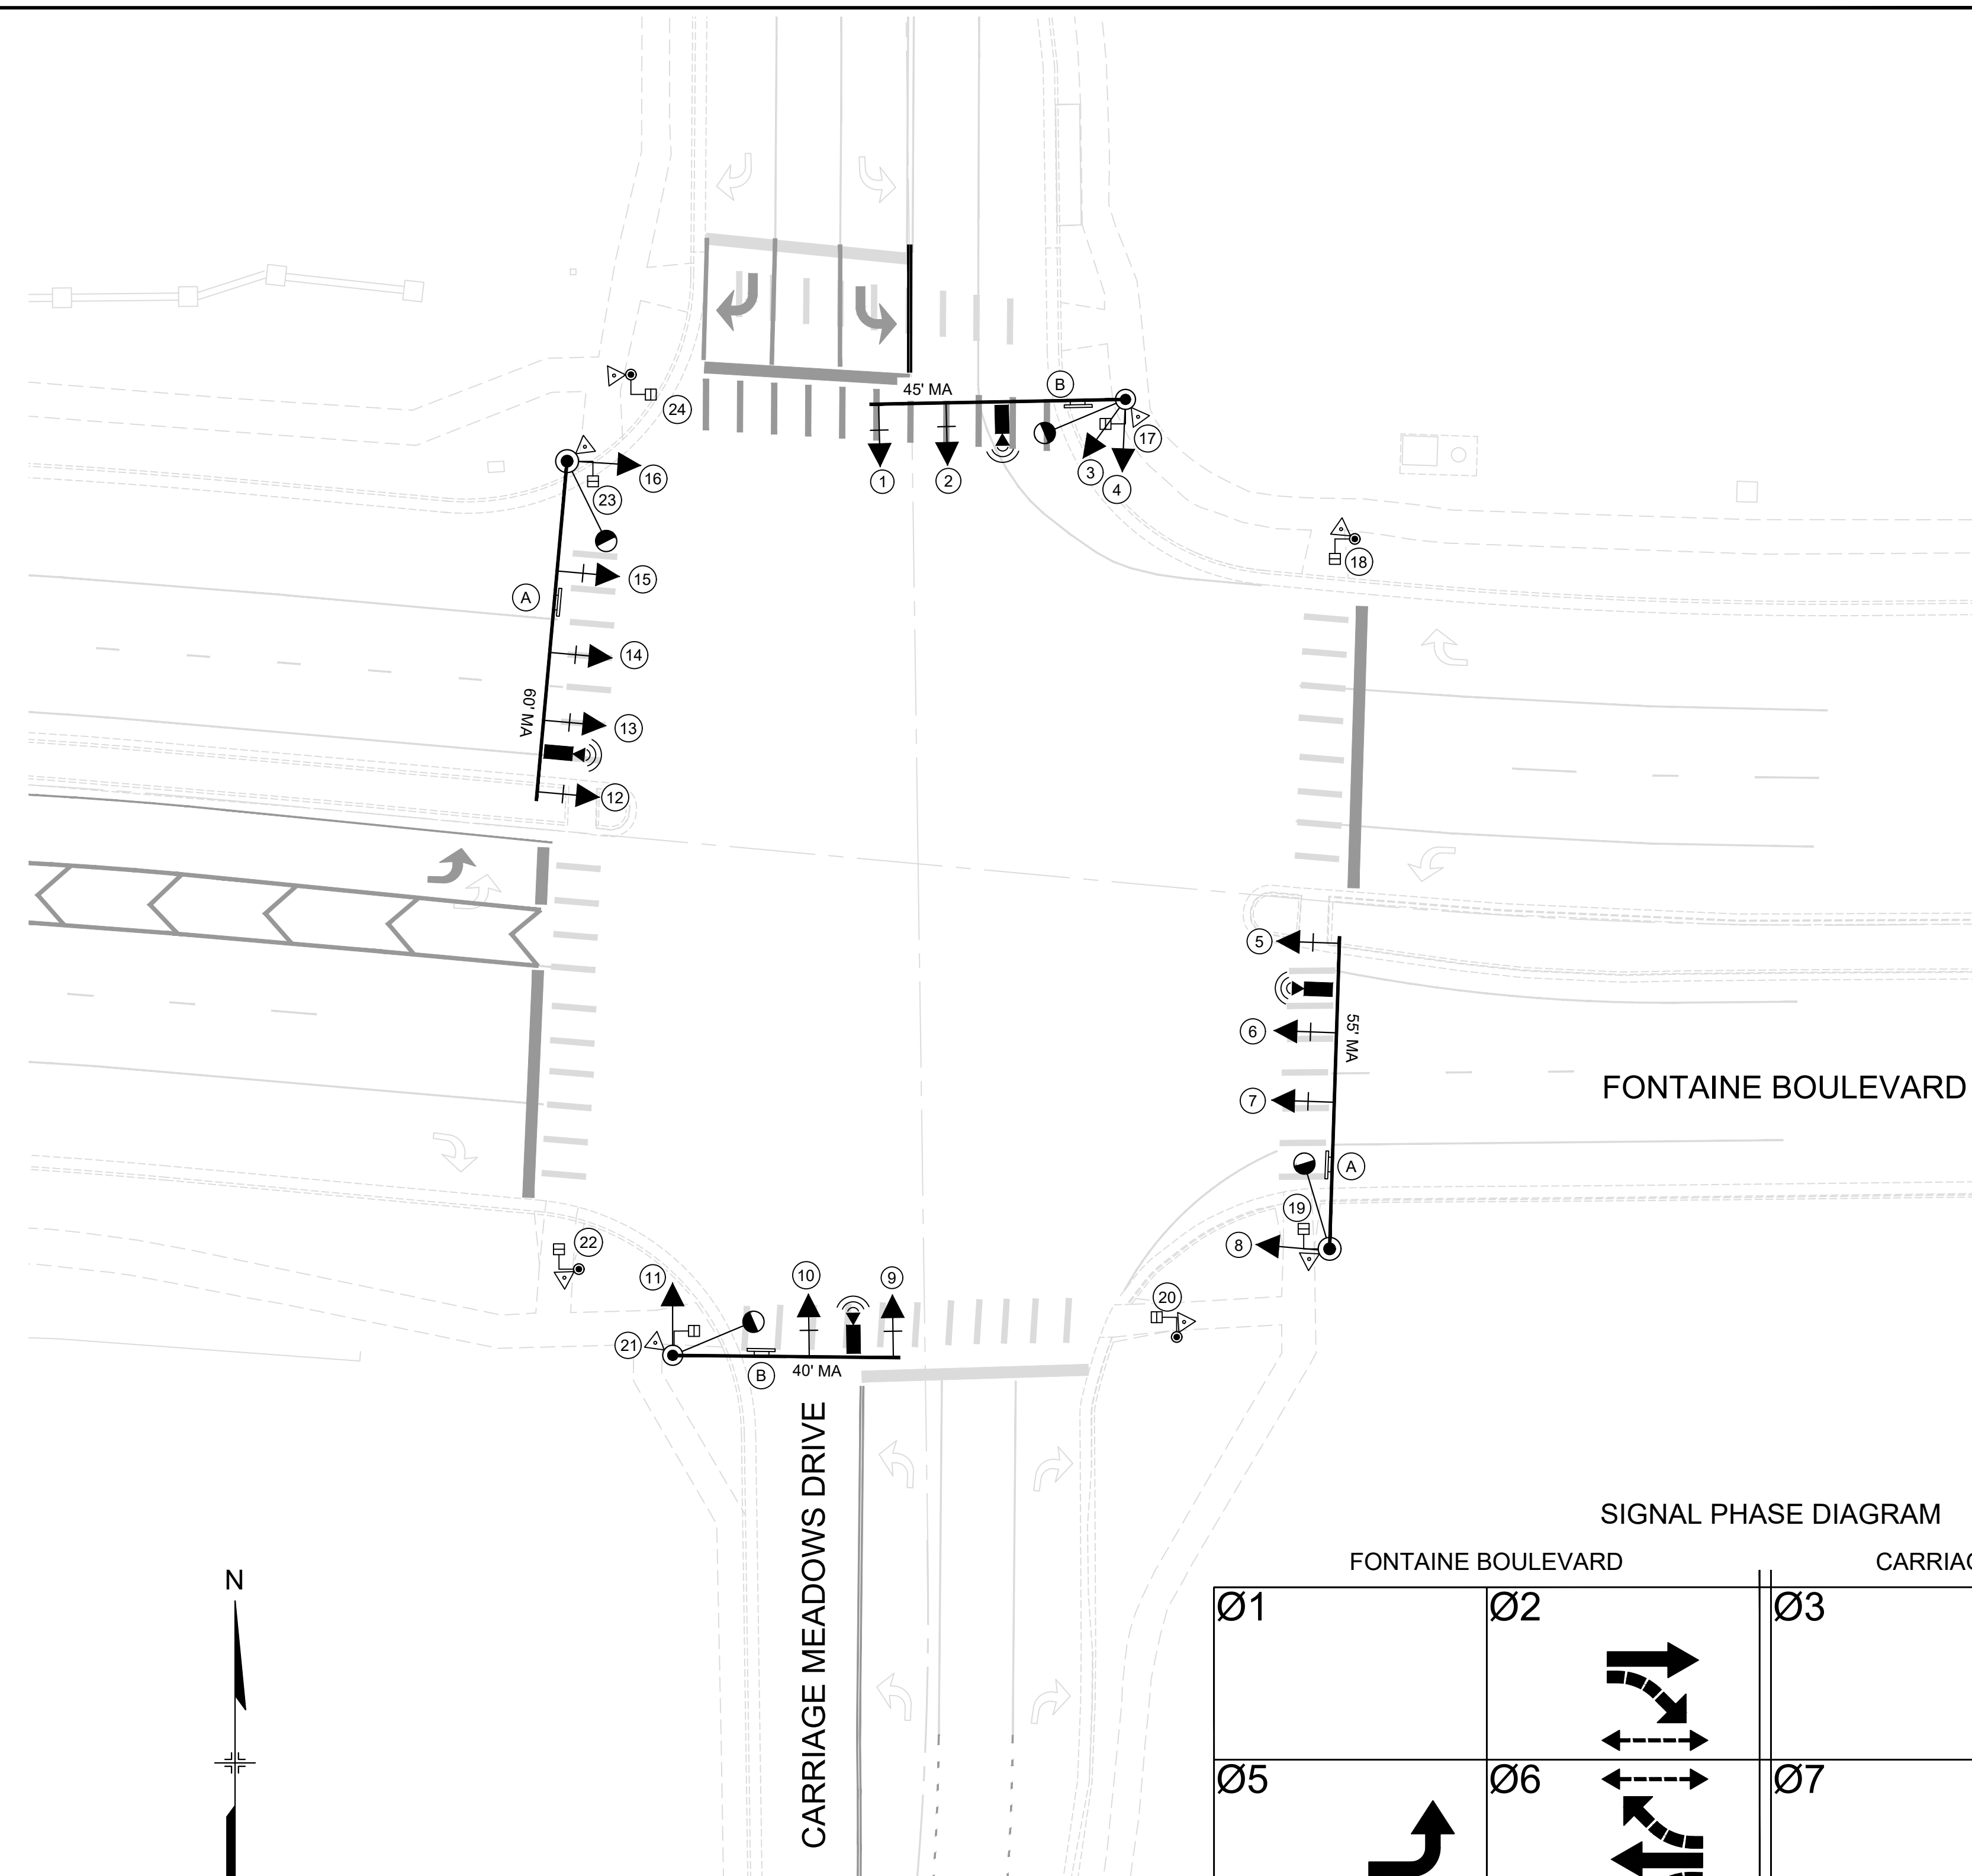 24
45' MA
B
17
3
4
1
2
16
23
15
A
14
60' MA
13
12
18
5
6
55' MA
7
FONTAINE BOULEVARD
A
19
8
22
11
10
9
20
21
B
40' MA
CARRIAGE MEADOWS DRIVE
N
SIGNAL PHASE DIAGRAM
FONTAINE BOULEVARD
Ø1
Ø2
Ø3
Ø5
Ø6
Ø7